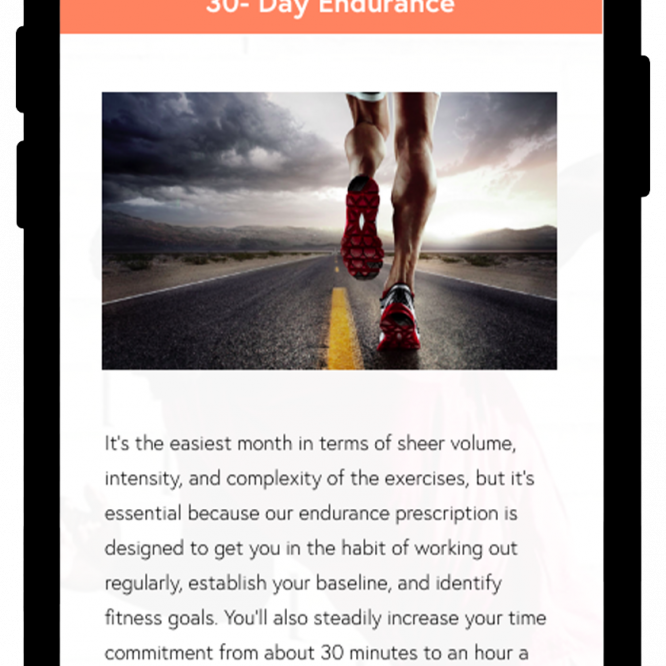 30- Day Endurance
It's the easiest month in terms of sheer volume,
intensity, and complexity of the exercises, but it's
essential because our endurance prescription is
designed to get you in the habit of working out
regularly, establish your baseline, and identify
fitness goals. You'll also steadily increase your time
commitment from about 30 minutes to an hour a